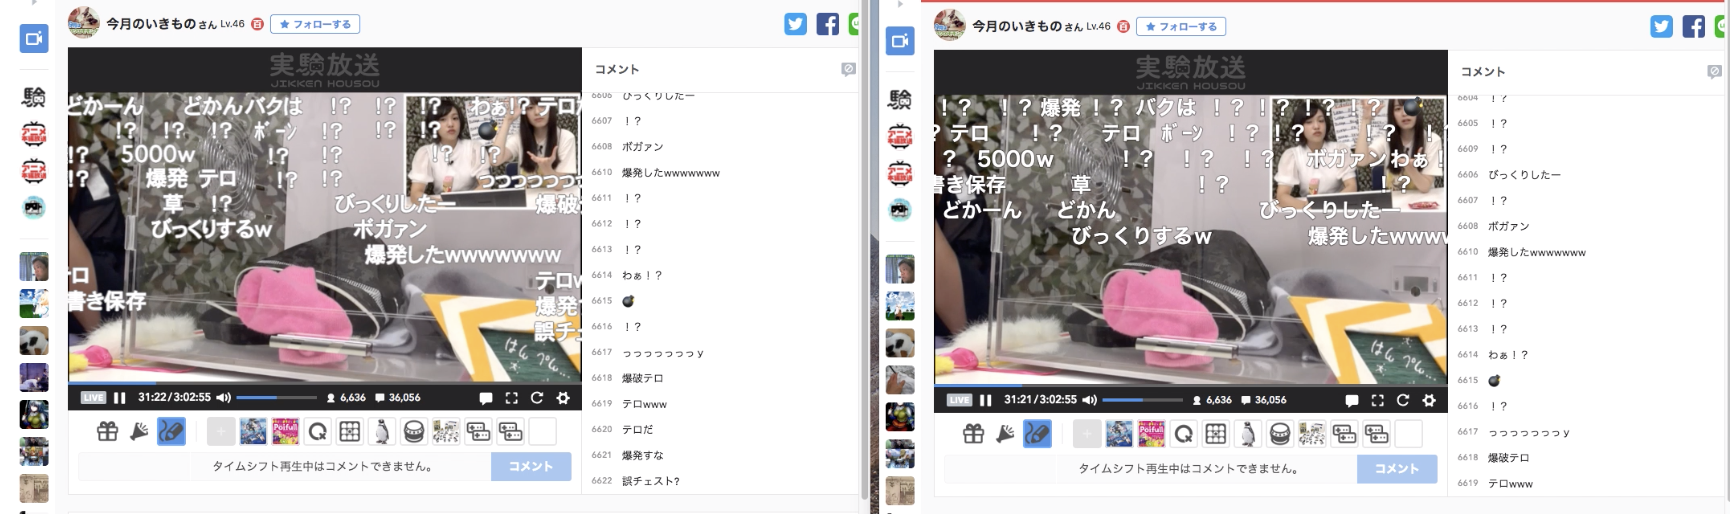 今月のいきものさん Lv.46 百 ★ フォローする
実験放送
JIKKEN HOUSOU
験
どかーん どかんバクは !? !? !? わぁ!? テロだ
!? !? !? ボーン !? !? !?
!? 5000w !? !? !? !?
!? 爆発 テロ !? !? つつつつつつつ
草 !? びっくりしたー 爆破テ
びっくりするw ボガァン
爆発したwwwwwww
テロ テロw
書き保存 爆発
誤チェ
はん ぺん
LIVE 31:22/3:02:55 6,636 36,056
Poifull
タイムシフト再生中はコメントできません。 コメント
コメント
6606 びっくりしたー
6607 ！？
6608 ボガァン
6610 爆発したwwwwwww
6611 ！？
6612 ！？
6613 ！？
6614 わぁ！？
6615 💣
6616 ！？
6617 っっっっっっっｙ
6618 爆破テロ
6619 テロwww
6620 テロだ
6621 爆発すな
6622 誤チェスト?
今月のいきものさん Lv.46 百 ★ フォローする
実験放送
JIKKEN HOUSOU
験
！？ ！？ 爆発 ！？ バクは ！？ ！？ ！？ ！？
？ テロ ！？ テロ ボーン ！？ ！？ ！？ ！
？ 5000w ！？ ！？ ！？ ボガァンわぁ！
書き保存 草 ！？ ！？
どかーん どかん びっくりしたー
びっくりするw 爆発したwwww
LIVE 31:21/3:02:55 6,636 36,056
Poifull
タイムシフト再生中はコメントできません。 コメント
コメント
6604 ！？
6605 ！？
6609 ！？
6606 びっくりしたー
6607 ！？
6608 ボガァン
6610 爆発したwwwwwww
6611 ！？
6612 ！？
6613 ！？
6614 わぁ！？
6615 💣
6616 ！？
6617 っっっっっっっｙ
6618 爆破テロ
6619 テロwww